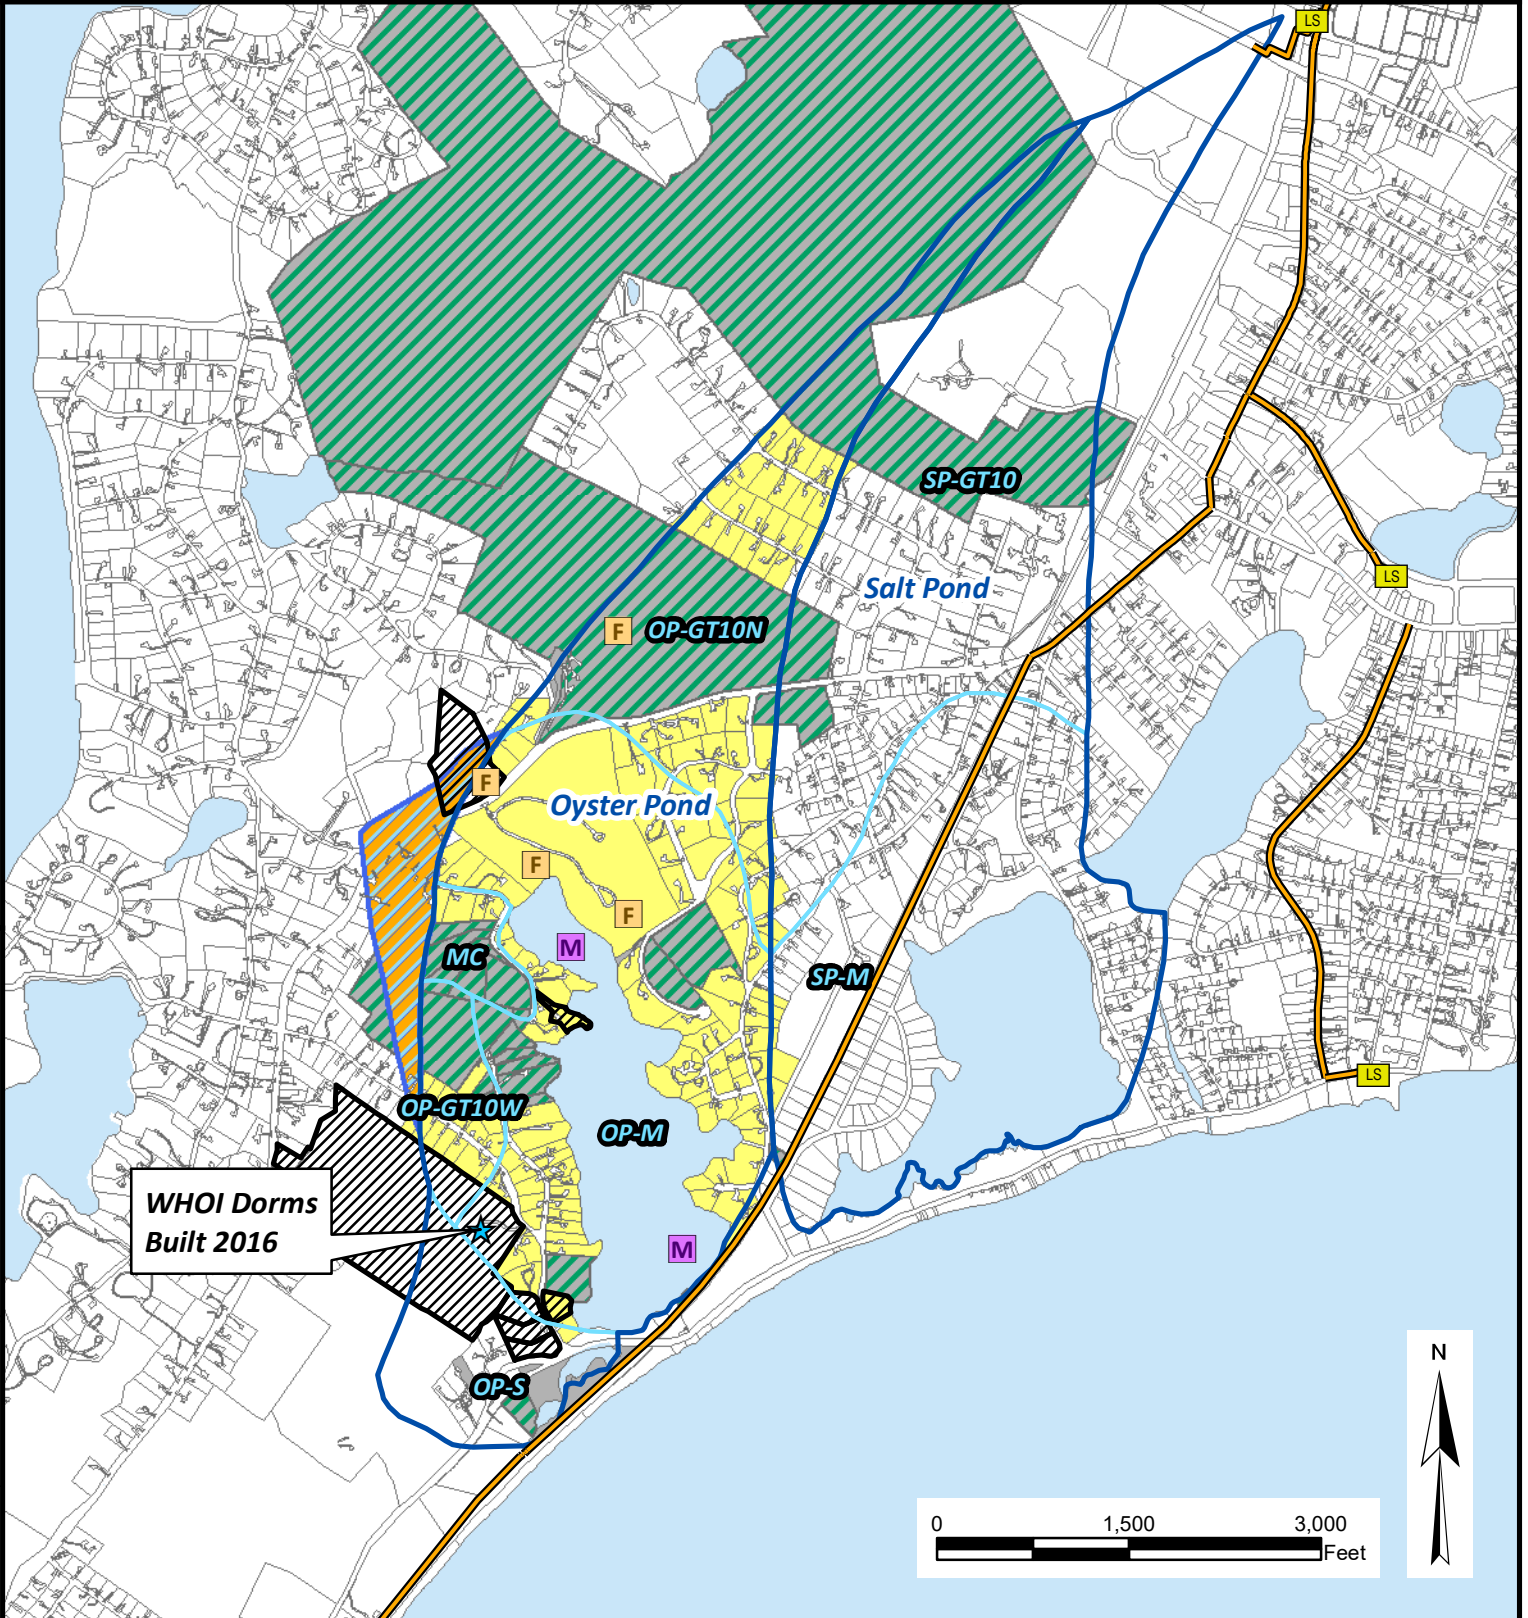 LS
SP-GT10
LS
Salt Pond
F
OP-GT10N
F
Oyster Pond
F
F
M
MC
SP-M
LS
OP-GT10W
OP-M
WHOI Dorms
Built 2016
M
OP-S
N
0 1,500 3,000
Feet